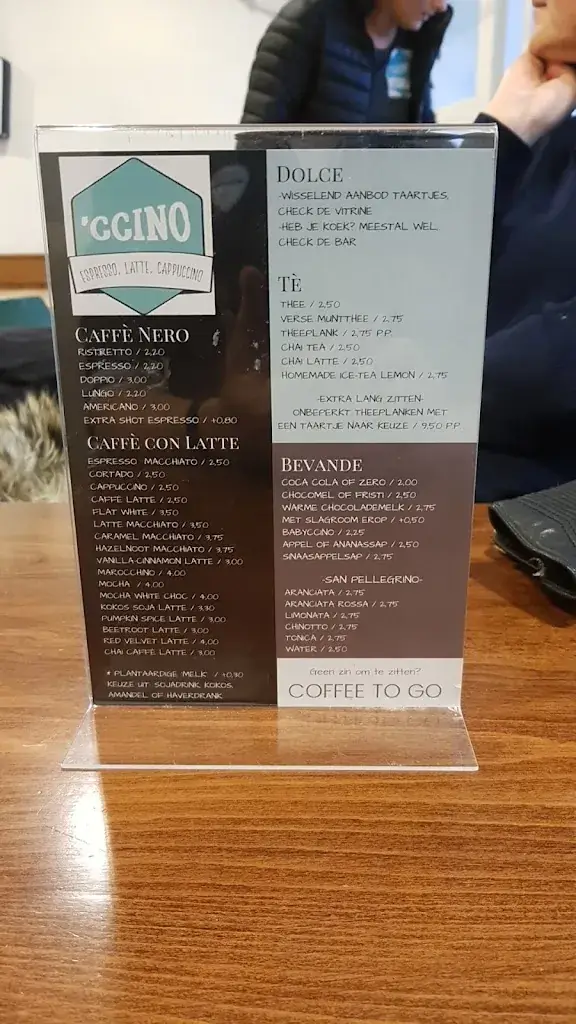 'CCINO
ESPRESSO, LATTE, CAPPUCCINO
CAFFÈ NERO
RISTRETTO / 2,20
ESPRESSO / 2,20
DOPPIO / 3,00
LUNGO / 2,20
AMERICANO / 3,00
EXTRA SHOT ESPRESSO / +0,80
CAFFÈ CON LATTE
ESPRESSO MACCHIATO / 2,50
CORTADO / 2,50
CAPPUCCINO / 2,50
CAFFE LATTE / 2,50
FLAT WHITE / 3,50
LATTE MACCHIATO / 3,50
CARAMEL MACCHIATO / 3,75
HAZELNOOT MACCHIATO / 3,75
VANILLA-CINNAMON LATTE / 3,00
MAROCCHINO / 4,00
MOCHA / 4,00
MOCHA WHITE CHOC / 4,00
KOKOS SOJA LATTE / 3,30
PUMPKIN SPICE LATTE / 3,00
BEETROOT LATTE / 3,00
RED VELVET LATTE / 4,00
CHAI CAFFÈ LATTE / 3,00
* PLANTAARDIGE MELK / +0,30
KEUZE UIT: SOJADRINK, KOKOS,
AMANDEL OF HAVERDRANK
DOLCE
-WISSELEND AANBOD TAARTJES,
CHECK DE VITRINE
-HEB JE KOEK? MEESTAL WEL,
CHECK DE BAR
TÈ
THEE / 2,50
VERSE MUNTTHEE / 2,75
THEEPLANK / 2,75 P.P.
CHAI TEA / 2,50
CHAI LATTE / 2,50
HOMEMADE ICE-TEA LEMON / 2,75
-EXTRA LANG ZITTEN-
ONBEPERKT THEEPLANKEN MET
EEN TAARTJE NAAR KEUZE / 9,50 P.P
BEVANDE
COCA COLA OF ZERO / 2,00
CHOCOMEL OF FRISTI / 2,50
WARME CHOCOLADEMELK / 2,75
MET SLAGROOM EROP / +0,50
BABYCCINO / 2,25
APPEL OF ANANASSAP / 2,50
SINAASAPPELSAP / 2,75
-SAN PELLEGRINO-
ARANCIATA / 2,75
ARANCIATA ROSSA / 2,75
LIMONATA / 2,75
CHINOTTO / 2,75
TONICA / 2,75
WATER / 2,50
Geen zin om te zitten?
COFFEE TO GO